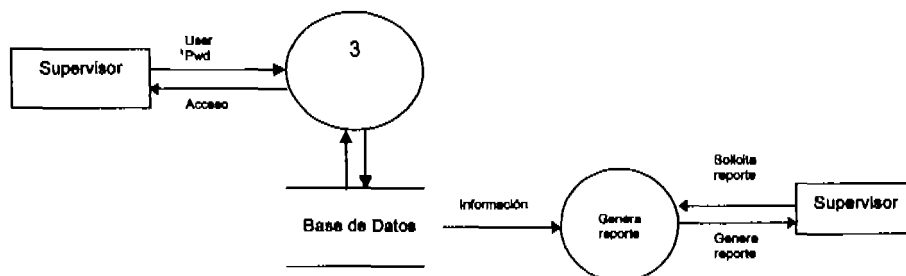 User
Pwd
3
Supervisor
Acceso
Solicita
reporte
Información
Supervisor
Base de Datos
Genera
reporte
Genera
reporte